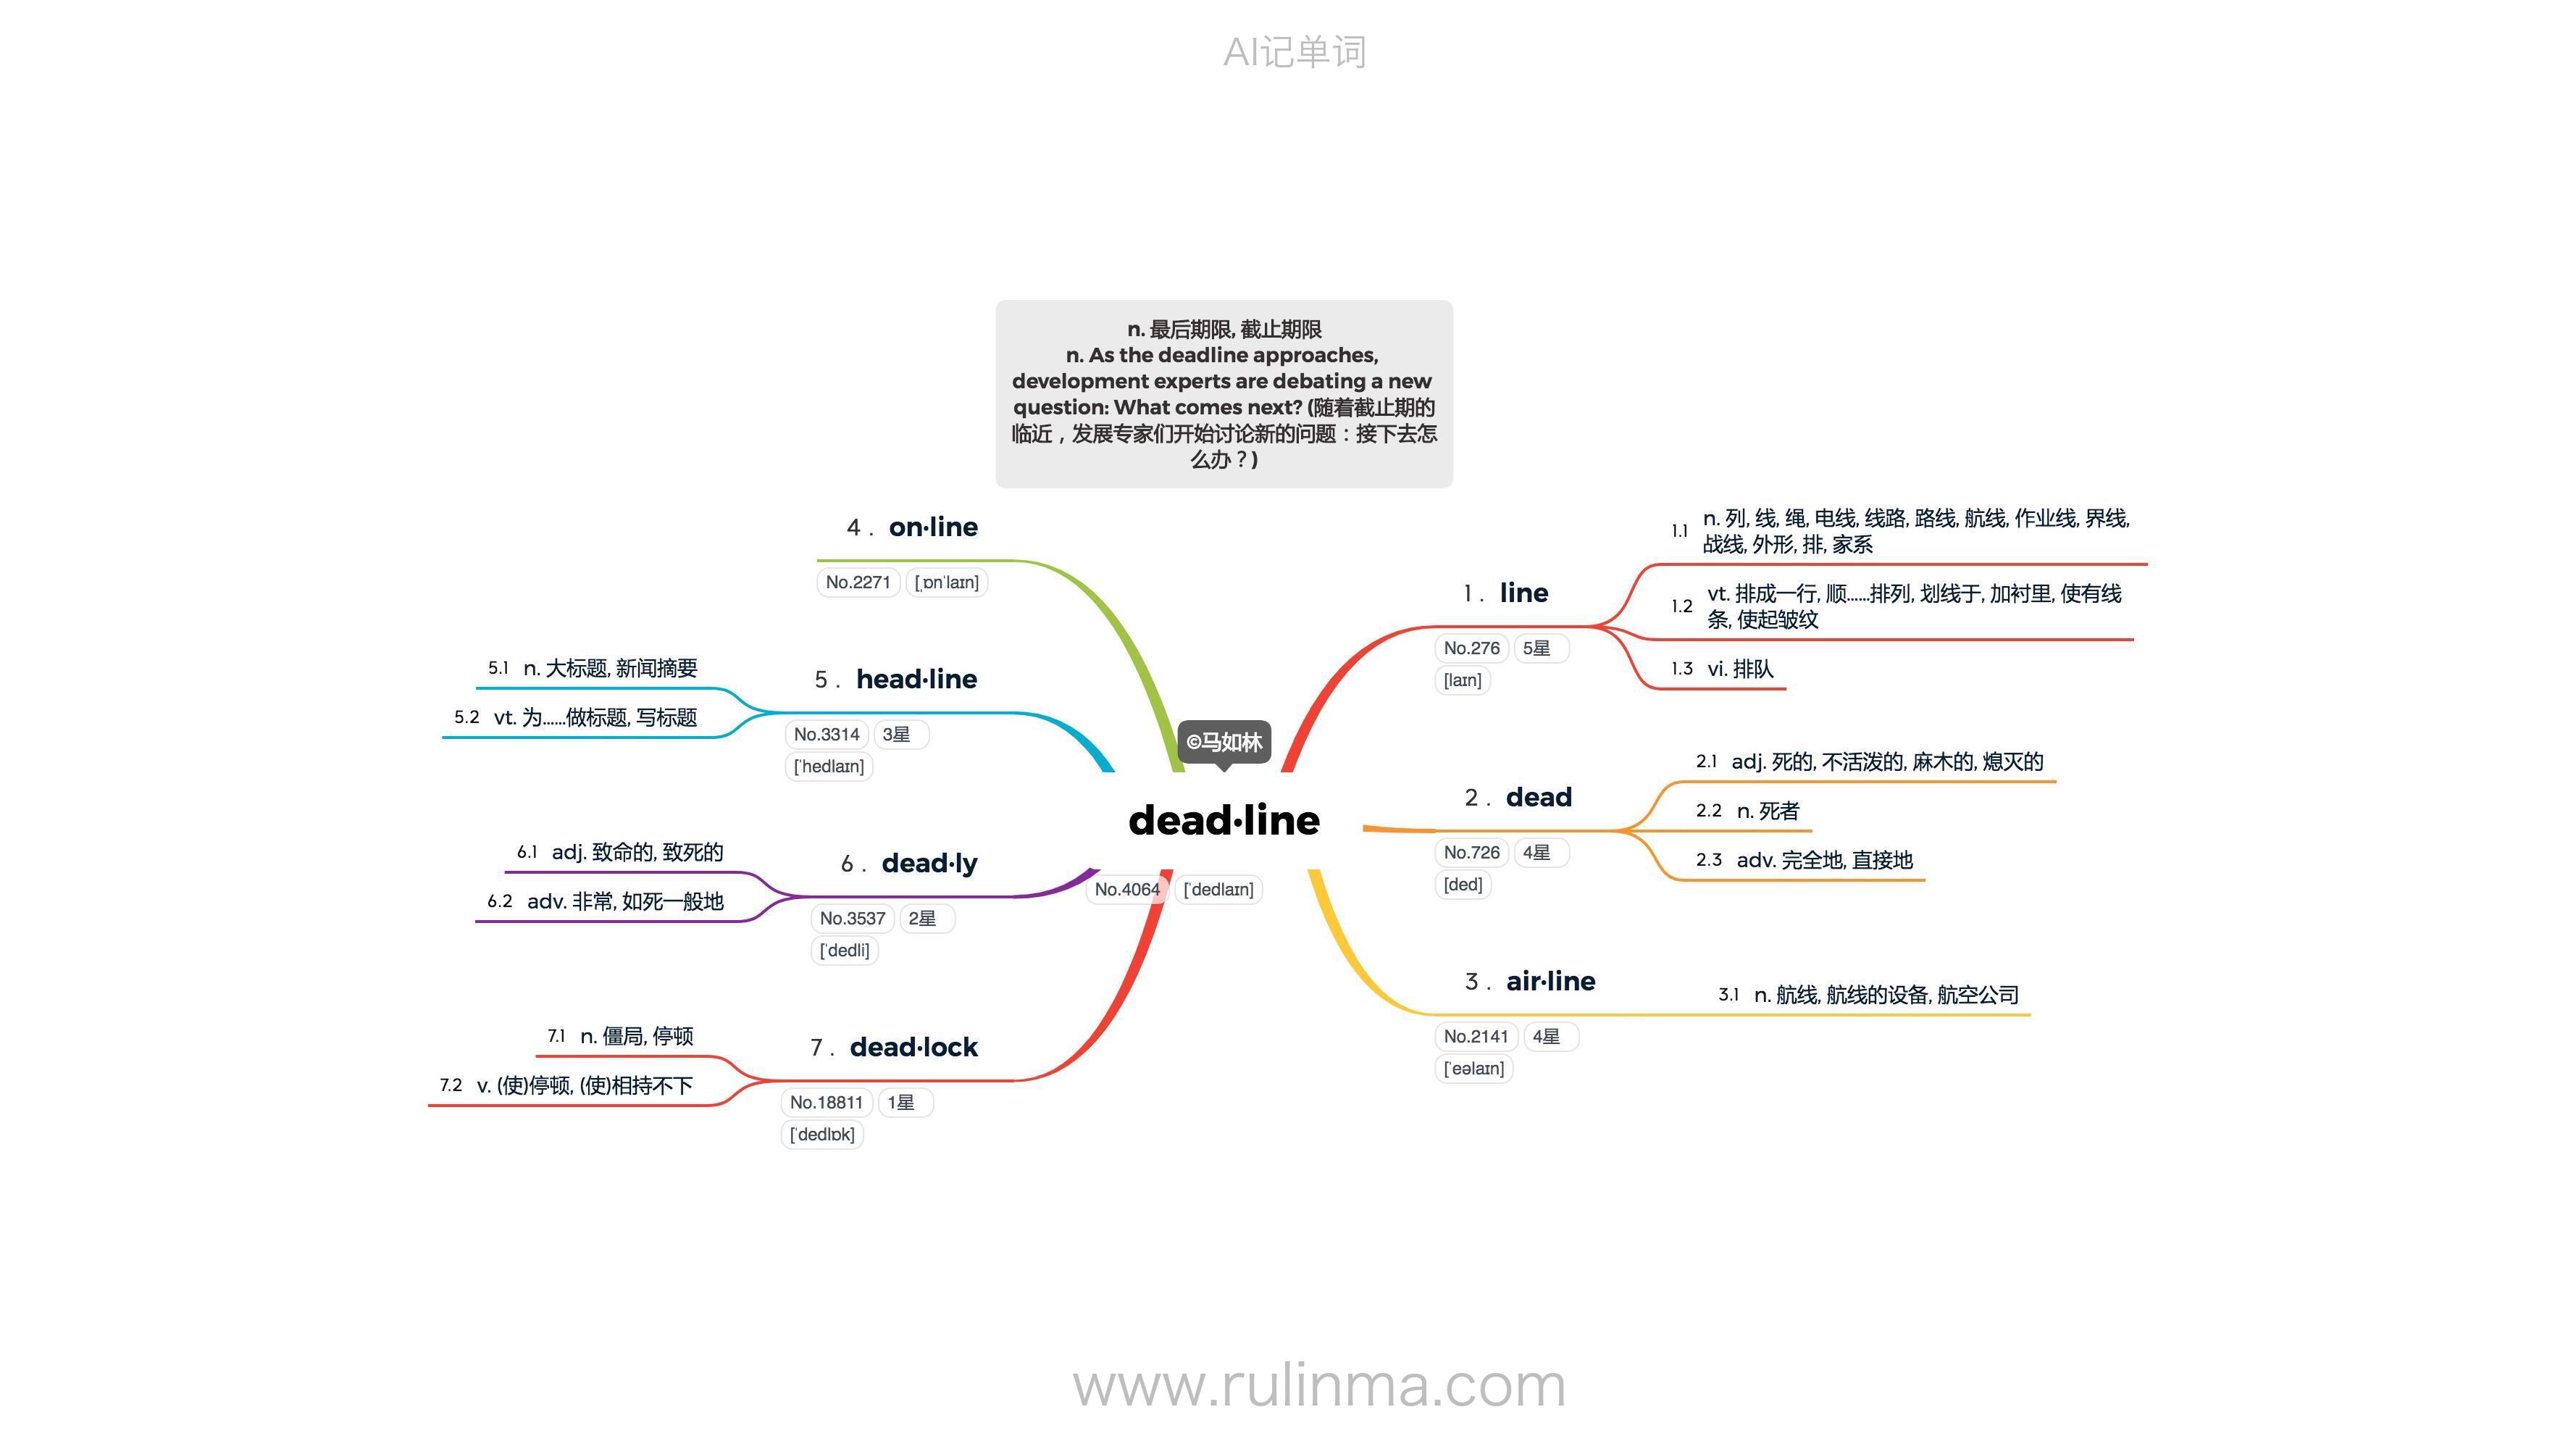 AI记单词
n. 最后期限, 截止期限
n. As the deadline approaches,
development experts are debating a new
question: What comes next? (随着截止期的
临近，发展专家们开始讨论新的问题：接下去怎
么办？)
©马如林
dead·line
No.4064 [ˈdedlaɪn]
1 . line
No.276 5星
[laɪn]
1.1 n. 列, 线, 绳, 电线, 线路, 路线, 航线, 作业线, 界线,
战线, 外形, 排, 家系
1.2 vt. 排成一行, 顺……排列, 划线于, 加衬里, 使有线
条, 使起皱纹
1.3 vi. 排队
2 . dead
No.726 4星
[ded]
2.1 adj. 死的, 不活泼的, 麻木的, 熄灭的
2.2 n. 死者
2.3 adv. 完全地, 直接地
3 . air·line
No.2141 4星
[ˈeəlaɪn]
3.1 n. 航线, 航线的设备, 航空公司
4 . on·line
No.2271 [ˌɒnˈlaɪn]
5 . head·line
No.3314 3星
[ˈhedlaɪn]
5.1 n. 大标题, 新闻摘要
5.2 vt. 为……做标题, 写标题
6 . dead·ly
No.3537 2星
[ˈdedli]
6.1 adj. 致命的, 致死的
6.2 adv. 非常, 如死一般地
7 . dead·lock
No.18811 1星
[ˈdedlɒk]
7.1 n. 僵局, 停顿
7.2 v. (使)停顿, (使)相持不下
www.rulinma.com